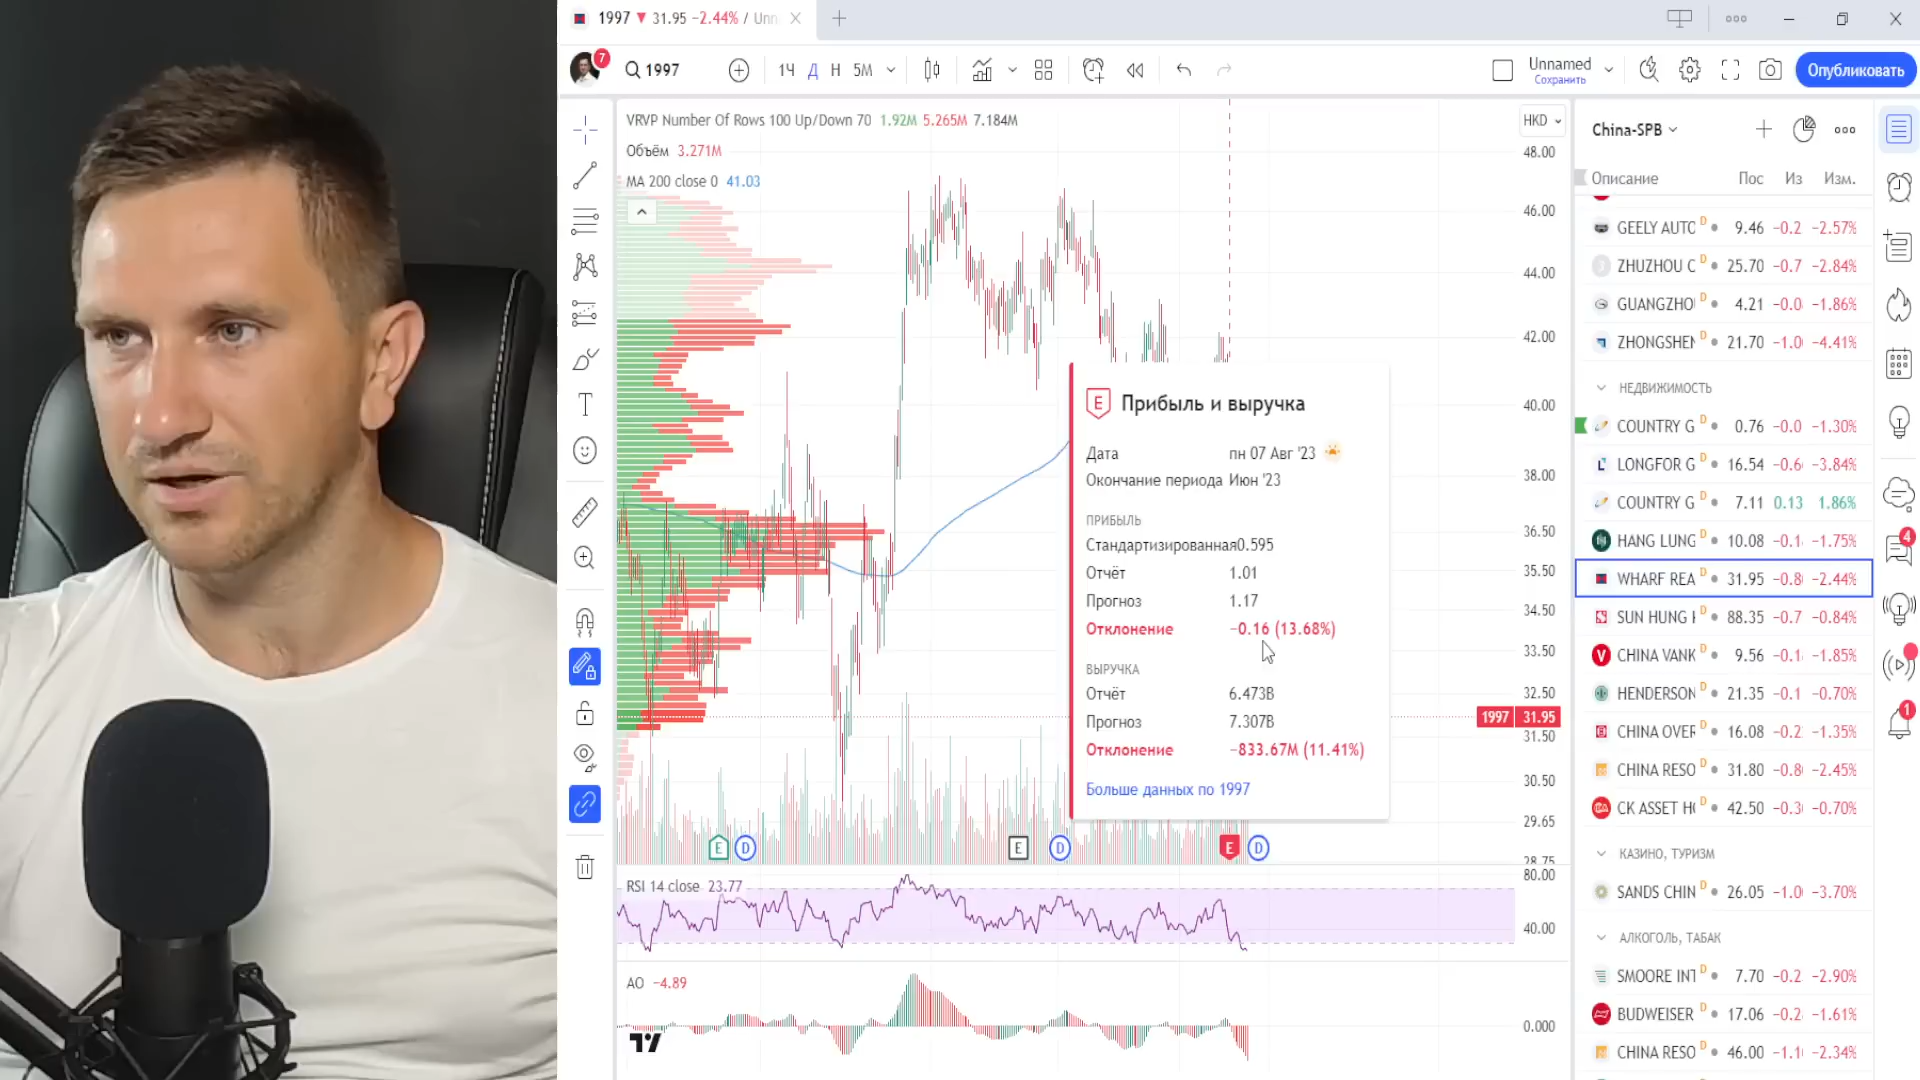 1997 31.95 −2.44% / Unn
7
1997
1Ч Д Н 5М
Unnamed
Сохранить
Опубликовать
VRVP Number Of Rows 100 Up/Down 70 1.92M 5.265M 7.184M
Объём 3.271M
MA 200 close 0 41.03
HKD
48.00
46.00
44.00
42.00
40.00
38.00
36.50
35.50
34.50
33.50
32.50
1997 31.95
31.50
30.50
29.65
28.75
Е Прибыль и выручка
Дата пн 07 Авг '23
Окончание периода Июн '23
ПРИБЫЛЬ
Стандартизированная0.595
Отчёт 1.01
Прогноз 1.17
Отклонение −0.16 (13.68%)
ВЫРУЧКА
Отчёт 6.473B
Прогноз 7.307B
Отклонение −833.67M (11.41%)
Больше данных по 1997
E D E D E D
RSI 14 close 23.77
80.00
40.00
AO −4.89
0.000
China-SPB
Описание Пос Из Изм.
GEELY AUTO D 9.46 −0.2 −2.57%
ZHUZHOU C D 25.70 −0.7 −2.84%
GUANGZHO D 4.21 −0.0 −1.86%
ZHONGSHEN D 21.70 −1.0 −4.41%
НЕДВИЖИМОСТЬ
COUNTRY G D 0.76 −0.0 −1.30%
LONGFOR G D 16.54 −0.6 −3.84%
COUNTRY G D 7.11 0.13 1.86%
HANG LUNG D 10.08 −0.1 −1.75%
WHARF REA D 31.95 −0.8 −2.44%
SUN HUNG K D 88.35 −0.7 −0.84%
CHINA VANK D 9.56 −0.1 −1.85%
HENDERSON D 21.35 −0.1 −0.70%
CHINA OVER D 16.08 −0.2 −1.35%
CHINA RESO D 31.80 −0.8 −2.45%
CK ASSET HO D 42.50 −0.3 −0.70%
КАЗИНО, ТУРИЗМ
SANDS CHIN D 26.05 −1.0 −3.70%
АЛКОГОЛЬ, ТАБАК
SMOORE INT D 7.70 −0.2 −2.90%
BUDWEISER D 17.06 −0.2 −1.61%
CHINA RESO D 46.00 −1.1 −2.34%
4
1